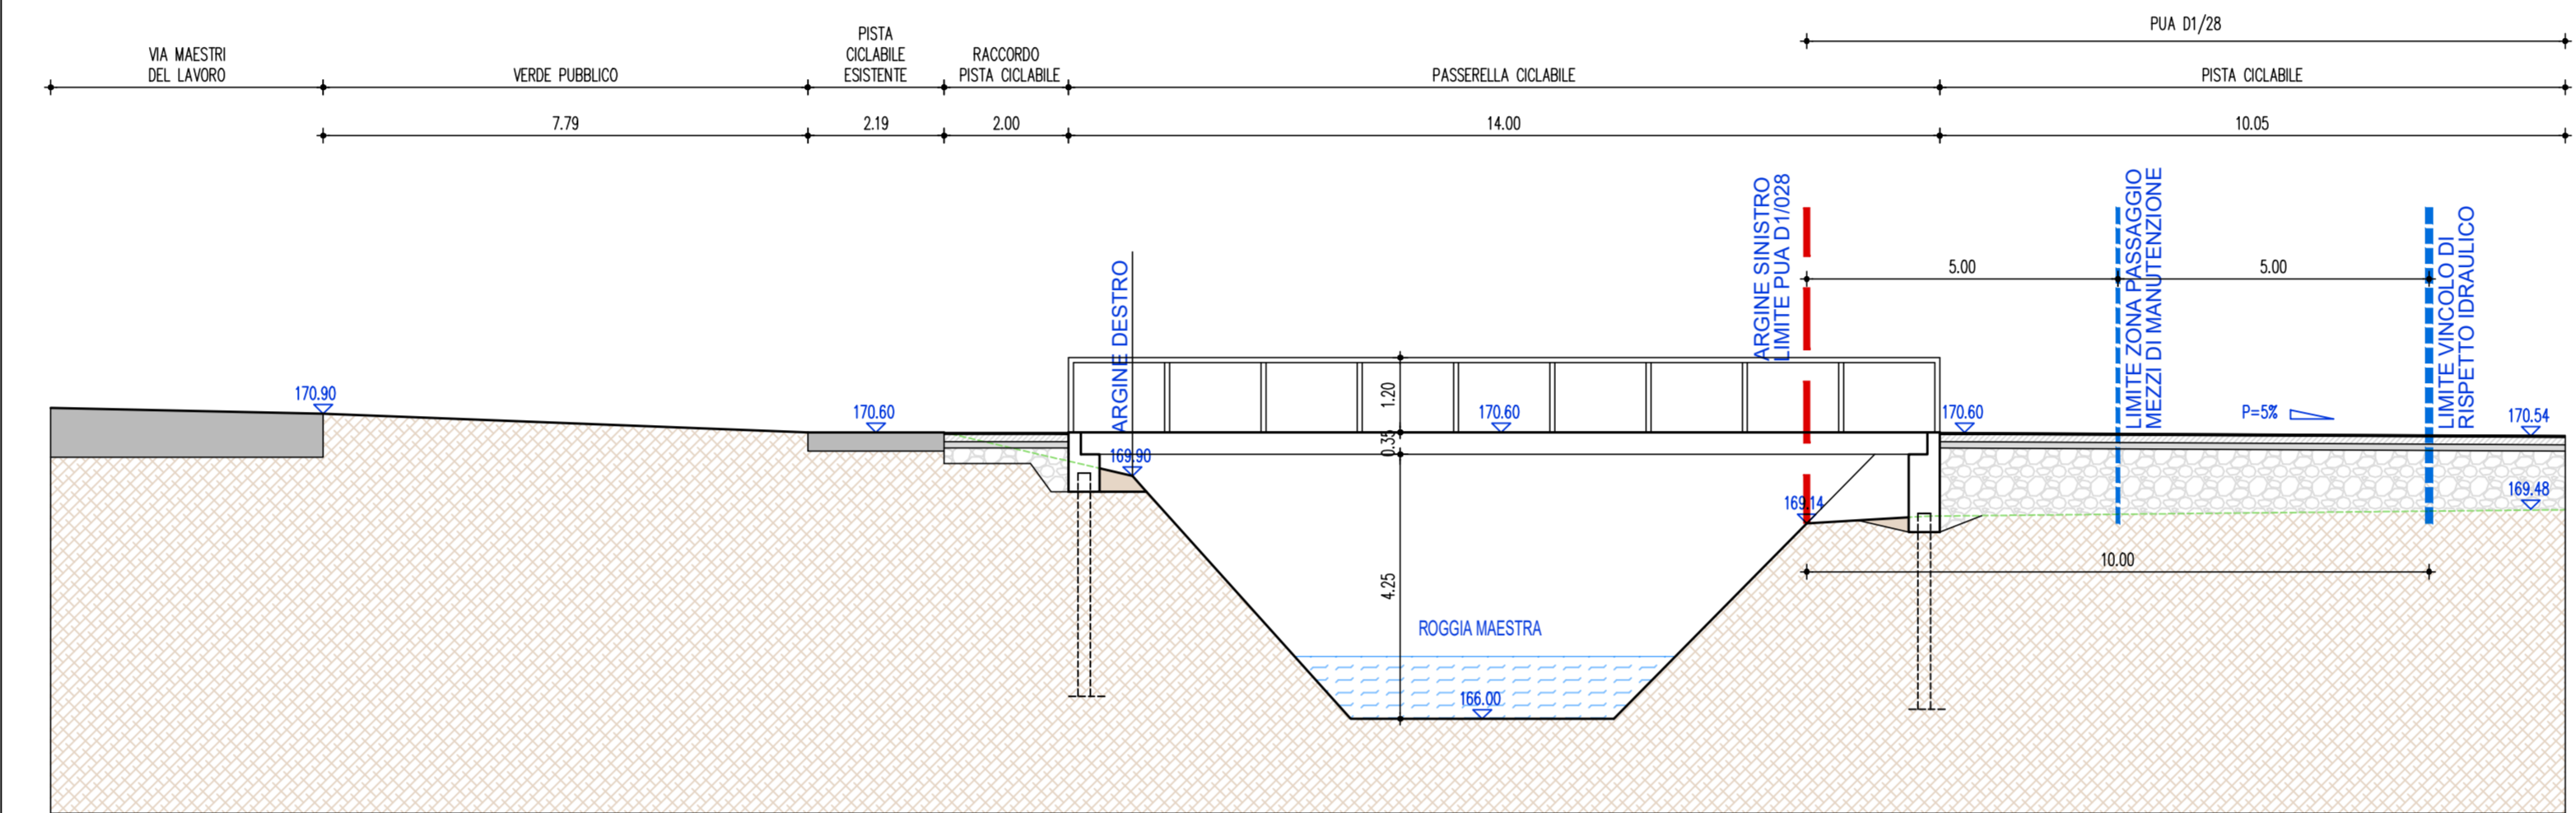 PUA D1/28
VIA MAESTRI
DEL LAVORO
VERDE PUBBLICO
PISTA
CICLABILE
ESISTENTE
RACCORDO
PISTA CICLABILE
PASSERELLA CICLABILE
PISTA CICLABILE
7.79
2.19
2.00
14.00
10.05
ARGINE DESTRO
ARGINE SINISTRO
LIMITE PUA D1/028
LIMITE ZONA PASSAGGIO
MEZZI DI MANUTENZIONE
LIMITE VINCOLO DI
RISPETTO IDRAULICO
5.00
5.00
170.90
170.60
1.20
170.60
170.60
P=5%
170.54
0.35
169.90
169.14
169.48
10.00
4.25
ROGGIA MAESTRA
166.00